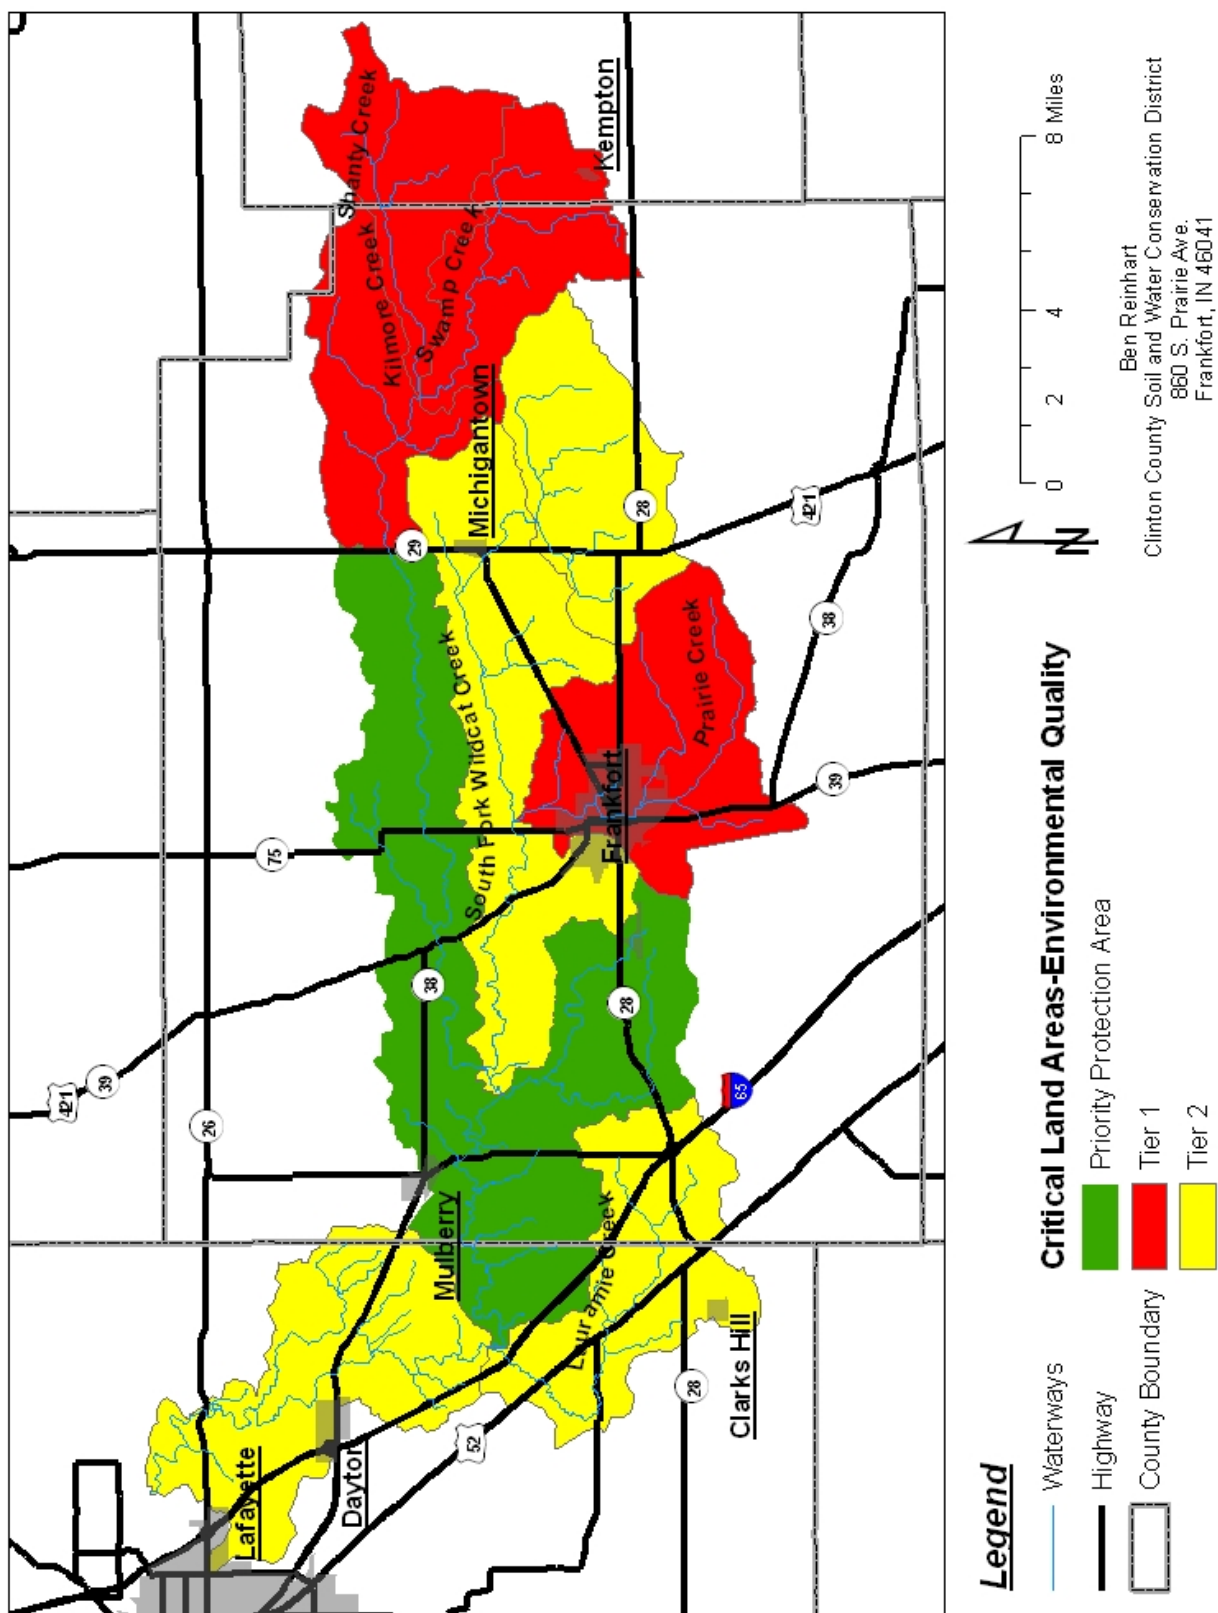 Shanty Creek
Kilmore Creek
Swamp Creek
Kempton
Michigantown
South Fork Wildcat Creek
Prairie Creek
Frankfort
Mulberry
Lauramie Creek
Clarks Hill
Lafayette
Dayton
421
39
75
29
26
38
28
28
421
38
39
65
52
28
Legend
Waterways
Highway
County Boundary
Critical Land Areas-Environmental Quality
Priority Protection Area
Tier 1
Tier 2
N
0 2 4 8 Miles
Ben Reinhart
Clinton County Soil and Water Conservation District
860 S. Prairie Ave.
Frankfort, IN 46041